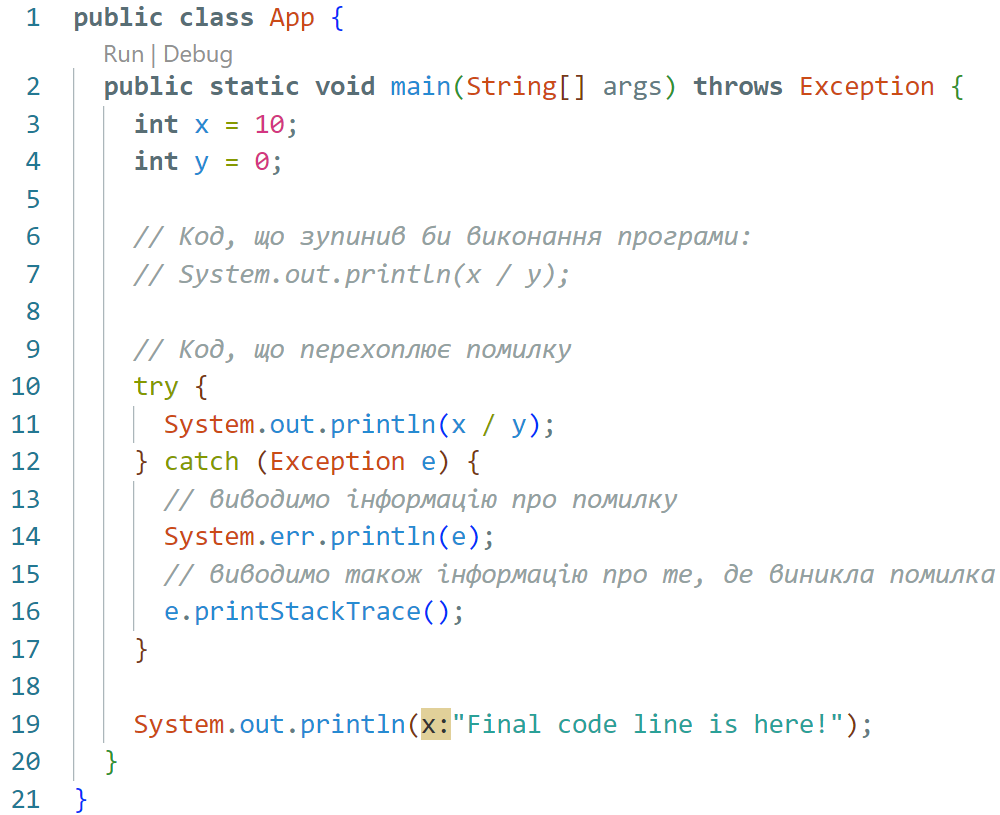 1 public class App {
Run | Debug
2 public static void main(String[] args) throws Exception {
3 int x = 10;
4 int y = 0;
5
6 // Код, що зупинив би виконання програми:
7 // System.out.println(x / y);
8
9 // Код, що перехоплює помилку
10 try {
11 System.out.println(x / y);
12 } catch (Exception e) {
13 // виводимо інформацію про помилку
14 System.err.println(e);
15 // виводимо також інформацію про те, де виникла помилка
16 e.printStackTrace();
17 }
18
19 System.out.println(x:"Final code line is here!");
20 }
21 }